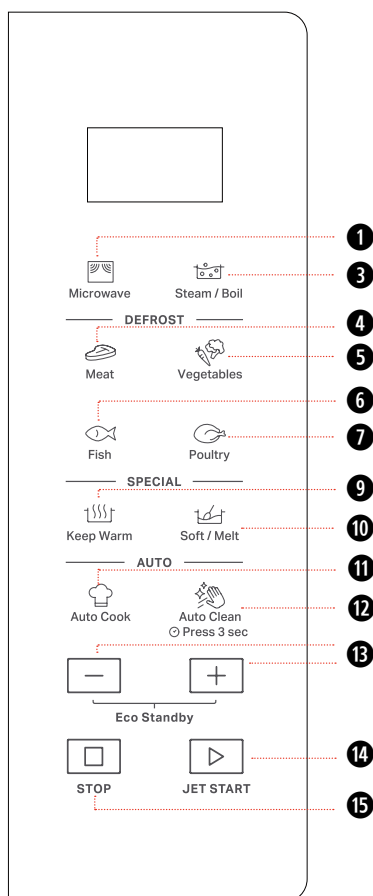 1
Microwave Steam / Boil 3
DEFROST 4
Meat Vegetables 5
6
Fish Poultry 7
SPECIAL 9
Keep Warm Soft / Melt 10
AUTO 11
Auto Cook Auto Clean 12
Press 3 sec
13
Eco Standby
14
STOP JET START
15